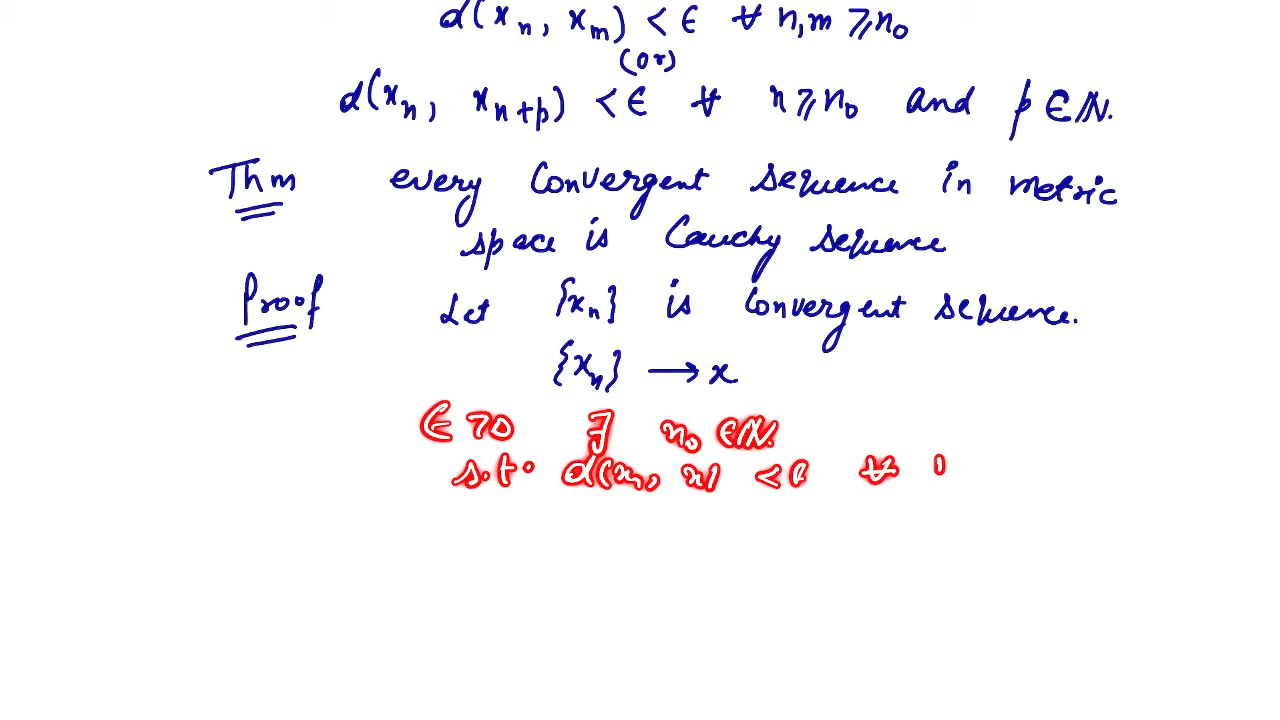 d(xₙ, xₘ) < ϵ ∀ n,m ⩾ n₀
(or)
d(xₙ, xₙ₊ₚ) < ϵ ∀ n ⩾ n₀ and p ∈ ℕ.
Thm every Convergent sequence in metric
space is Cauchy sequence
Proof Let {xₙ} is Convergent sequence.
{xₙ} ⟶ x
ϵ >0 ∃ n₀ ∈ℕ.
s.t. d(xₙ, x) < ϵ ∀